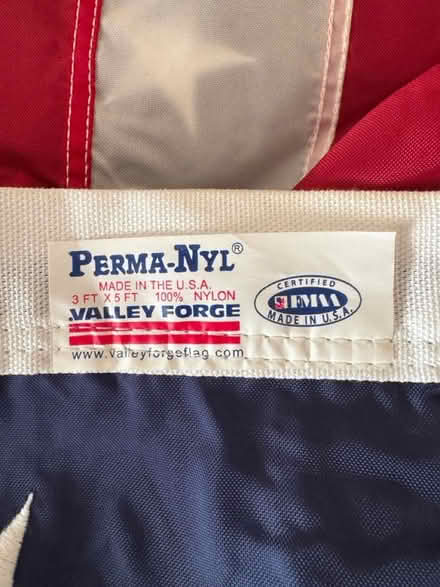 PERMA-NYL®
MADE IN THE U.S.A.
3 FT X 5 FT 100% NYLON
VALLEY FORGE
www.valleyforgeflag.com
CERTIFIED
FMAA
MADE IN U.S.A.